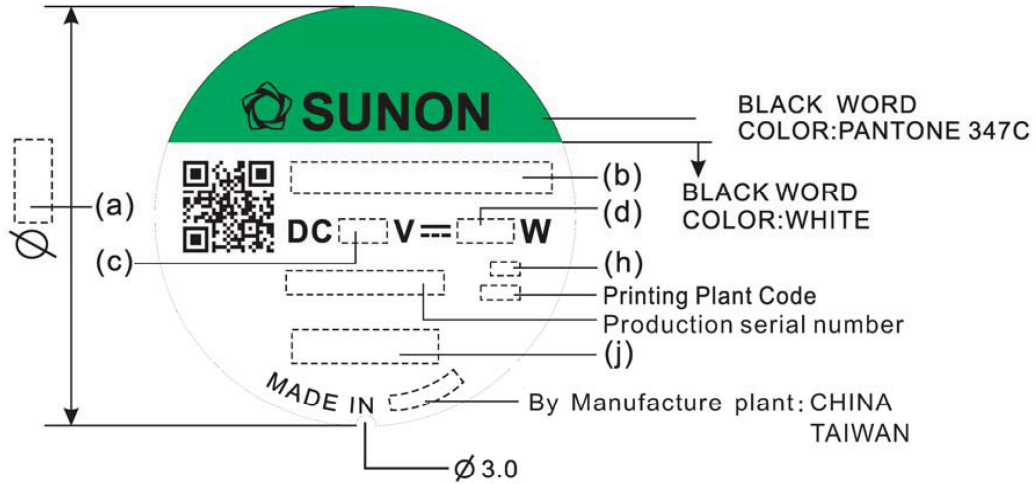 SUNON
BLACK WORD
COLOR:PANTONE 347C
(a)
(b)
BLACK WORD
COLOR:WHITE
DC V W
(d)
Ø
(c)
(h)
Printing Plant Code
Production serial number
(j)
MADE IN
By Manufacture plant: CHINA
TAIWAN
Ø 3.0